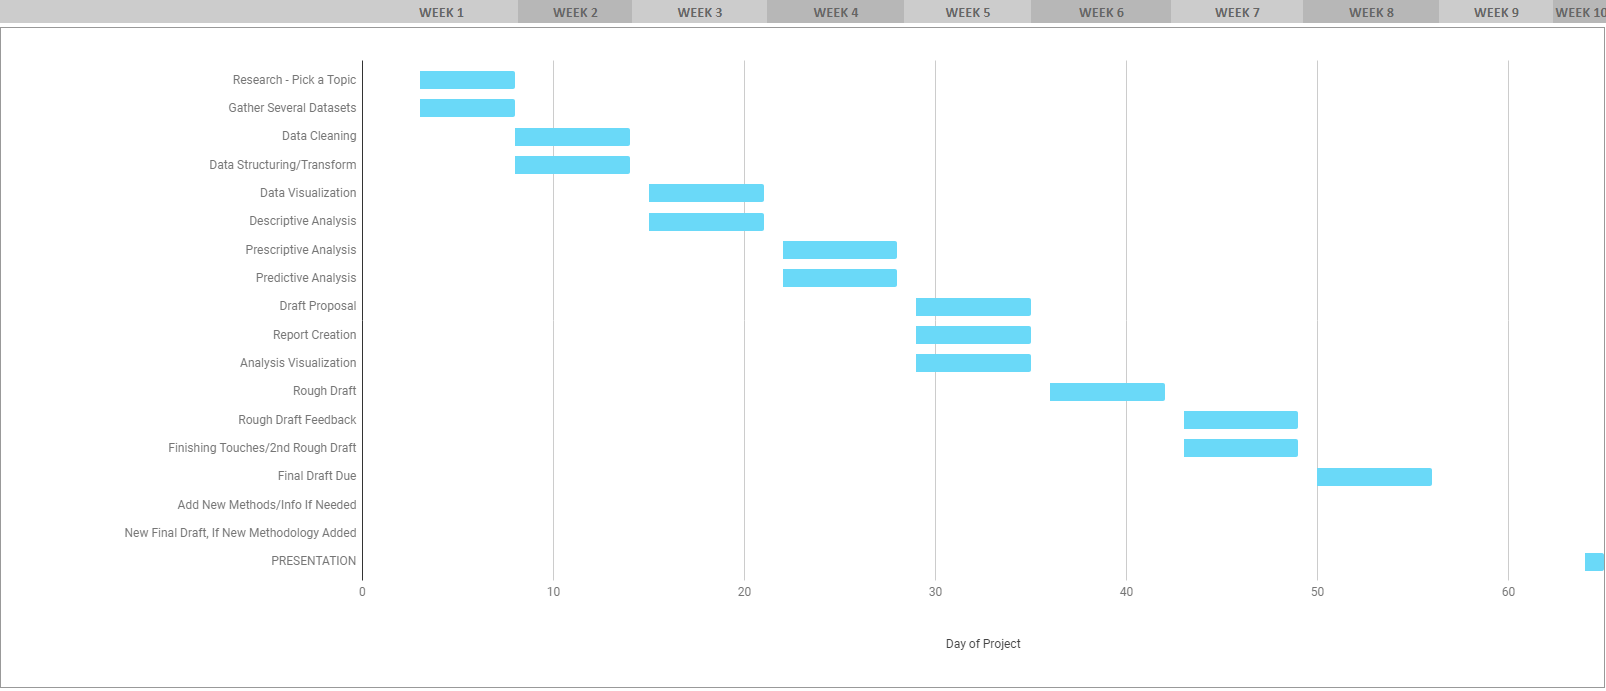 WEEK 1 WEEK 2 WEEK 3 WEEK 4 WEEK 5 WEEK 6 WEEK 7 WEEK 8 WEEK 9 WEEK 10
Research - Pick a Topic
Gather Several Datasets
Data Cleaning
Data Structuring/Transform
Data Visualization
Descriptive Analysis
Prescriptive Analysis
Predictive Analysis
Draft Proposal
Report Creation
Analysis Visualization
Rough Draft
Rough Draft Feedback
Finishing Touches/2nd Rough Draft
Final Draft Due
Add New Methods/Info If Needed
New Final Draft, If New Methodology Added
PRESENTATION
0 10 20 30 40 50 60
Day of Project